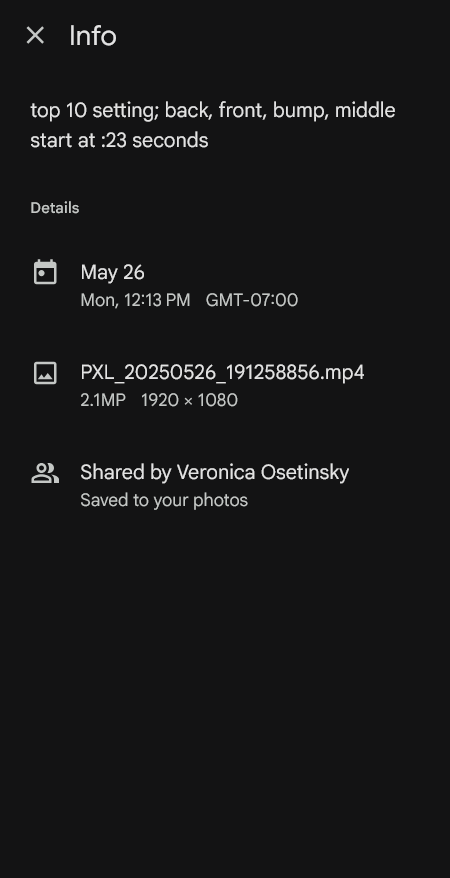 Info
top 10 setting; back, front, bump, middle
start at :23 seconds
Details
May 26
Mon, 12:13 PM GMT-07:00
PXL_20250526_191258856.mp4
2.1MP 1920 × 1080
Shared by Veronica Osetinsky
Saved to your photos